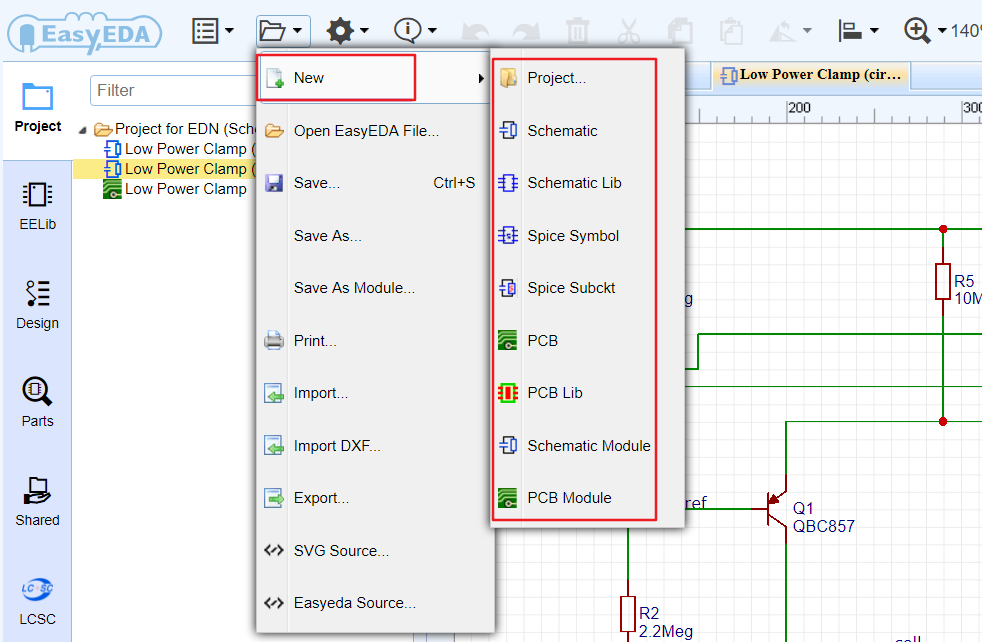 EasyEDA
140%
Project
EELib
Design
Parts
Shared
LCSC
LCSC
Filter
Project for EDN (Sche
Low Power Clamp (
Low Power Clamp (
Low Power Clamp
New
Open EasyEDA File...
Save... Ctrl+S
Save As...
Save As Module...
Print...
Import...
Import DXF...
Export...
SVG Source...
Easyeda Source...
Project...
Schematic
Schematic Lib
Spice Symbol
Spice Subckt
PCB
PCB Lib
Schematic Module
PCB Module
Low Power Clamp (cir...
200
300
R5
10M
g
ref
Q1
QBC857
R2
2.2Meg